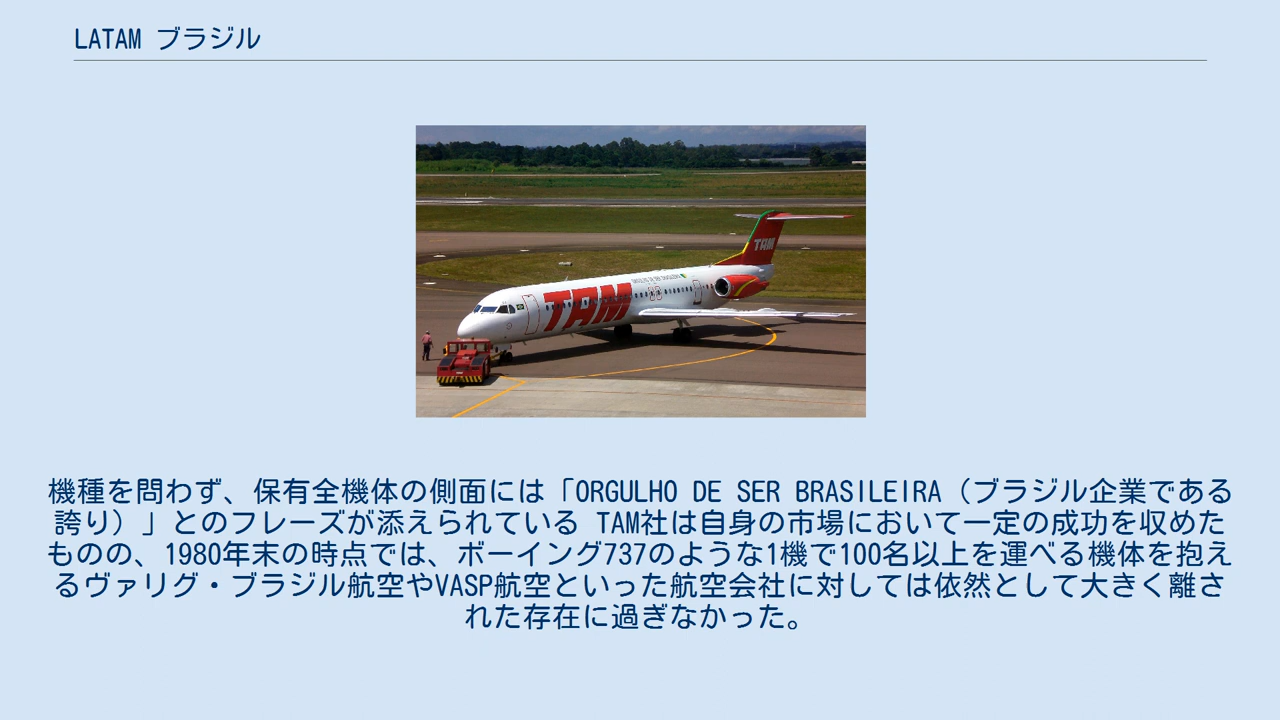 LATAM ブラジル
TAM
TAM
機種を問わず、保有全機体の側面には「ORGULHO DE SER BRASILEIRA（ブラジル企業である
誇り）」とのフレーズが添えられている TAM社は自身の市場において一定の成功を収めた
ものの、1980年末の時点では、ボーイング737のような1機で100名以上を運べる機体を抱え
るヴァリグ・ブラジル航空やVASP航空といった航空会社に対しては依然として大きく離さ
れた存在に過ぎなかった。